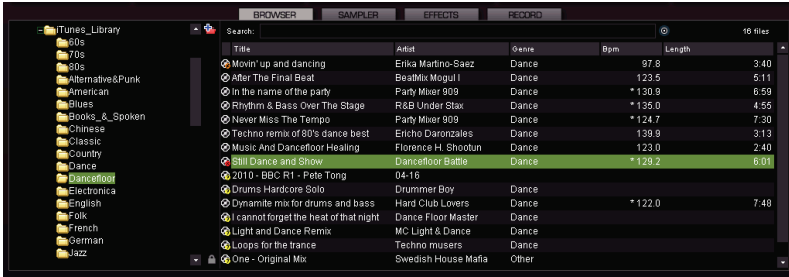 BROWSER SAMPLER EFFECTS RECORD
iTunes_Library
60s
70s
80s
Alternative&Punk
American
Blues
Books_&_Spoken
Chinese
Classic
Country
Dance
Dancefloor
Electronica
English
Folk
French
German
Jazz
Search: 16 files
Title Artist Genre Bpm Length
Movin' up and dancing Erika Martino-Saez Dance 97.8 3:40
After The Final Beat BeatMix Mogul I Dance 123.5 5:11
In the name of the party Party Mixer 909 Dance * 130.9 6:59
Rhythm & Bass Over The Stage R&B Under Stax Dance * 135.0 4:55
Never Miss The Tempo Party Mixer 909 Dance * 124.7 7:30
Techno remix of 80's dance best Ericho Daronzales Dance 139.9 3:13
Music And Dancefloor Healing Florence H. Shootun Dance 123.0 2:40
Still Dance and Show Dancefloor Battle Dance * 129.2 6:01
2010 - BBC R1 - Pete Tong 04-16
Drums Hardcore Solo Drummer Boy Dance
Dynamite mix for drums and bass Hard Club Lovers Dance * 122.0 7:48
I cannot forget the heat of that night Dance Floor Master Dance
Light and Dance Remix MC Light & Dance Dance
Loops for the trance Techno musers Dance
One - Original Mix Swedish House Mafia Other